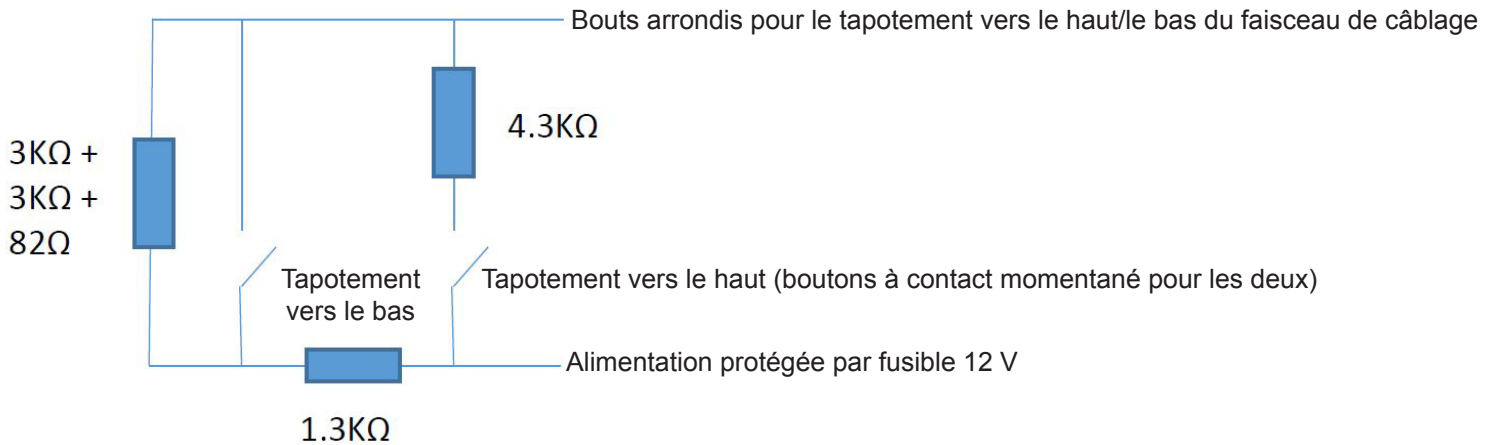 Bouts arrondis pour le tapotement vers le haut/le bas du faisceau de câblage
4.3KΩ
3KΩ +
3KΩ +
82Ω
Tapotement
vers le bas
Tapotement vers le haut (boutons à contact momentané pour les deux)
Alimentation protégée par fusible 12 V
1.3KΩ